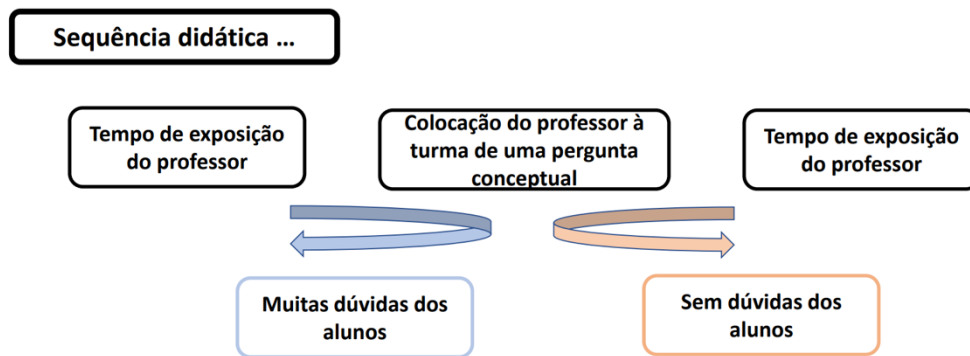 Sequência didática ...
Tempo de exposição
do professor
Colocação do professor à
turma de uma pergunta
conceptual
Tempo de exposição
do professor
Muitas dúvidas dos
alunos
Sem dúvidas dos
alunos